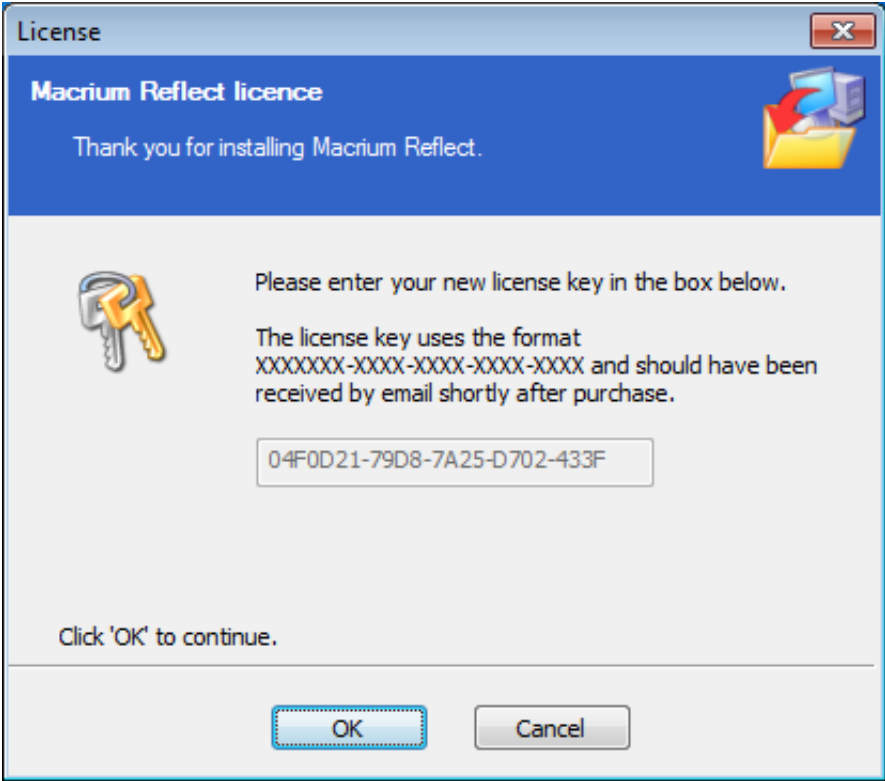 License
Macrium Reflect licence
Thank you for installing Macrium Reflect.
Please enter your new license key in the box below.
The license key uses the format
XXXXXXX-XXXX-XXXX-XXXX-XXXX and should have been
received by email shortly after purchase.
04F0D21-79D8-7A25-D702-433F
Click 'OK' to continue.
OK
Cancel